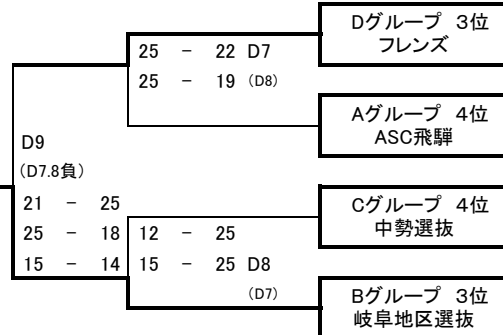 Dグループ 3位
フレンズ
25 － 22 D7
25 － 19 (D8)
Aグループ 4位
ASC飛騨
D9
(D7.8負)
21 － 25
25 － 18
15 － 14
Cグループ 4位
中勢選抜
12 － 25
15 － 25 D8
(D7)
Bグループ 3位
岐阜地区選抜